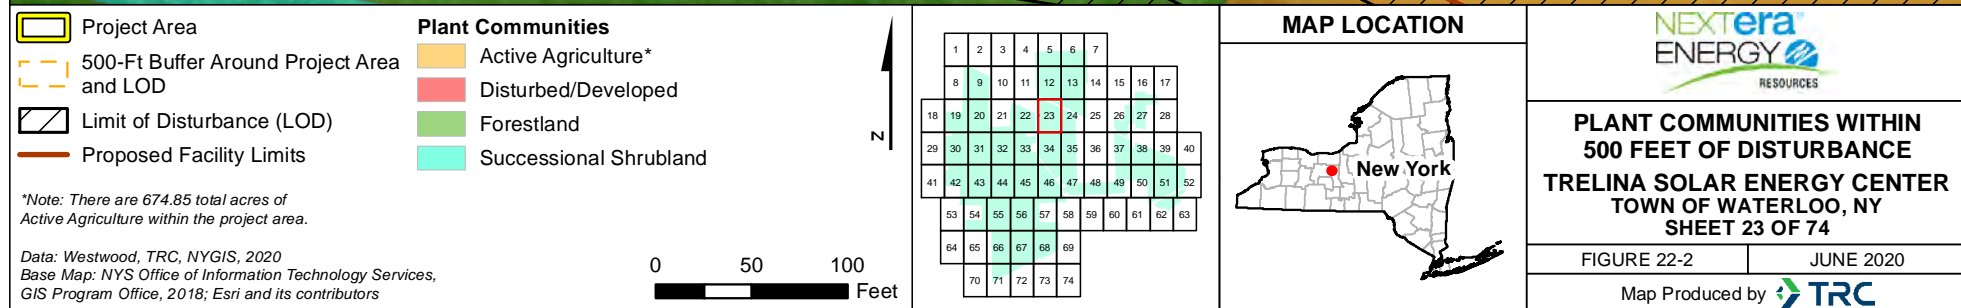 Project Area
500-Ft Buffer Around Project Area
and LOD
Limit of Disturbance (LOD)
Proposed Facility Limits
*Note: There are 674.85 total acres of
Active Agriculture within the project area.
Data: Westwood, TRC, NYGIS, 2020
Base Map: NYS Office of Information Technology Services,
GIS Program Office, 2018; Esri and its contributors
Plant Communities
Active Agriculture*
Disturbed/Developed
Forestland
Successional Shrubland
0 50 100
Feet
N
1 2 3 4 5 6 7
8 9 10 11 12 13 14 15 16 17
18 19 20 21 22 23 24 25 26 27 28
29 30 31 32 33 34 35 36 37 38 39 40
41 42 43 44 45 46 47 48 49 50 51 52
53 54 55 56 57 58 59 60 61 62 63
64 65 66 67 68 69
70 71 72 73 74
MAP LOCATION
New York
NEXTera
ENERGY
RESOURCES
PLANT COMMUNITIES WITHIN
500 FEET OF DISTURBANCE
TRELINA SOLAR ENERGY CENTER
TOWN OF WATERLOO, NY
SHEET 23 OF 74
FIGURE 22-2 JUNE 2020
Map Produced by TRC